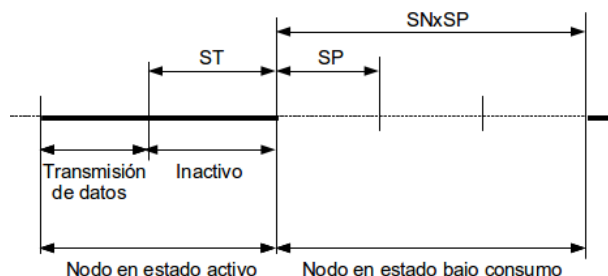 SNxSP
ST
SP
Transmisión
de datos
Inactivo
Nodo en estado activo
Nodo en estado bajo consumo